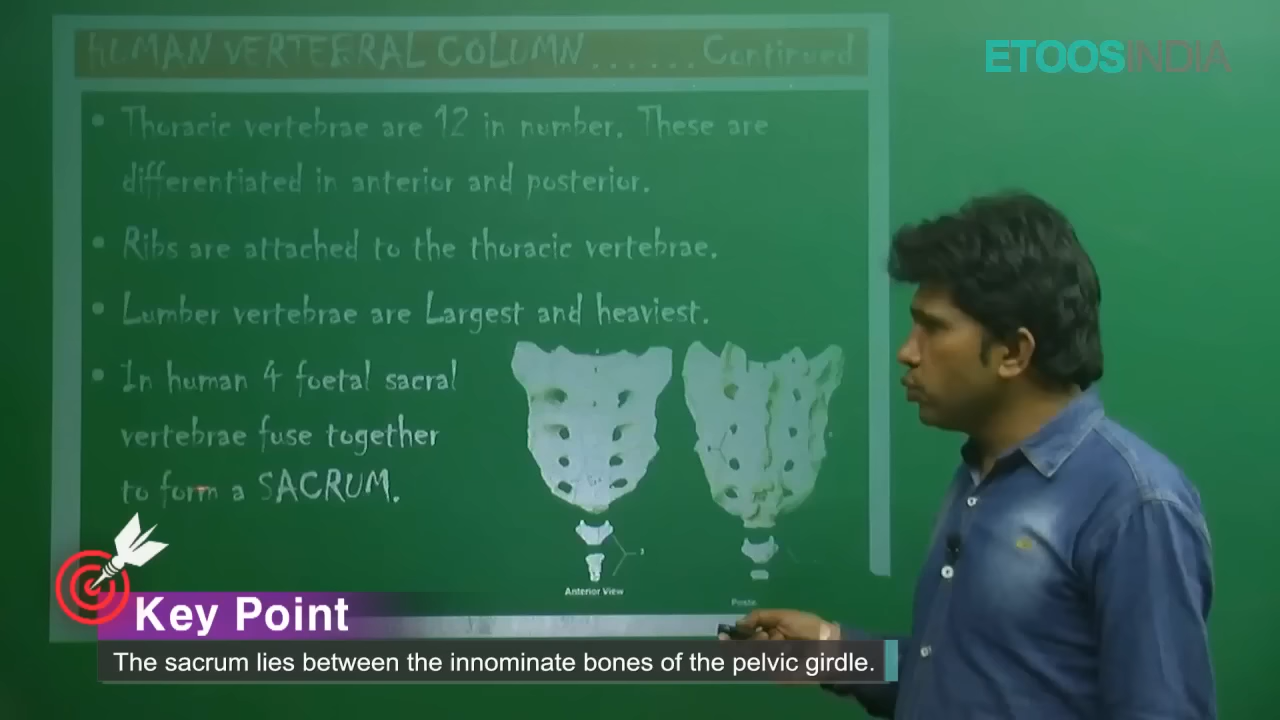 HUMAN VERTEBRAL COLUMN......Continued
ETOOSINDIA
• Thoracic vertebrae are 12 in number. These are
differentiated in anterior and posterior.
• Ribs are attached to the thoracic vertebrae.
• Lumber vertebrae are Largest and heaviest.
• In human 4 foetal sacral
vertebrae fuse together
to form a SACRUM.
Anterior View
Key Point
The sacrum lies between the innominate bones of the pelvic girdle.